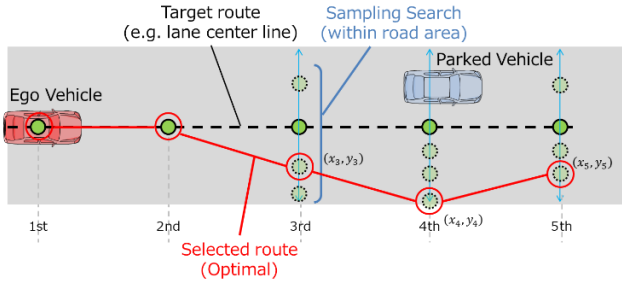 Target route
(e.g. lane center line)
Sampling Search
(within road area)
Parked Vehicle
Ego Vehicle
(x₃, y₃)
(x₅, y₅)
(x₄, y₄)
1st
2nd
3rd
4th
5th
Selected route
(Optimal)